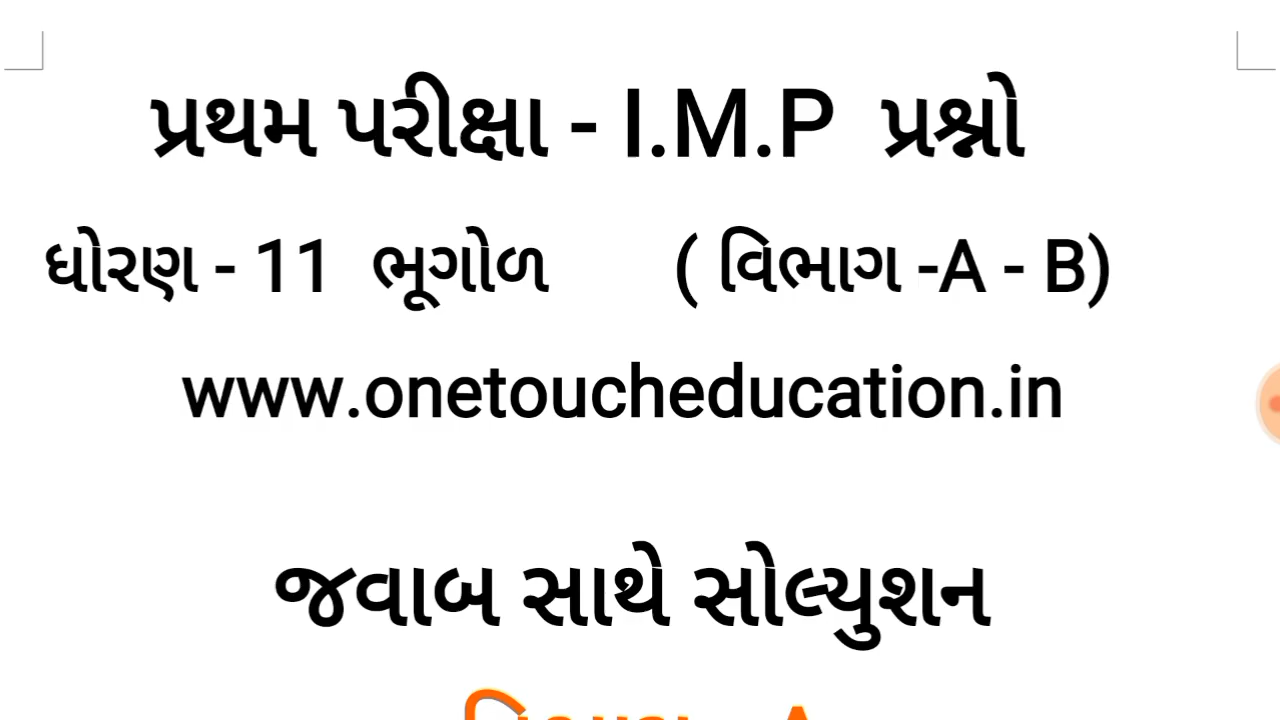 પ્રથમ પરીક્ષા - I.M.P પ્રશ્નો
ધોરણ - 11 ભૂગોળ ( વિભાગ -A - B)
www.onetoucheducation.in
જવાબ સાથે સોલ્યુશન